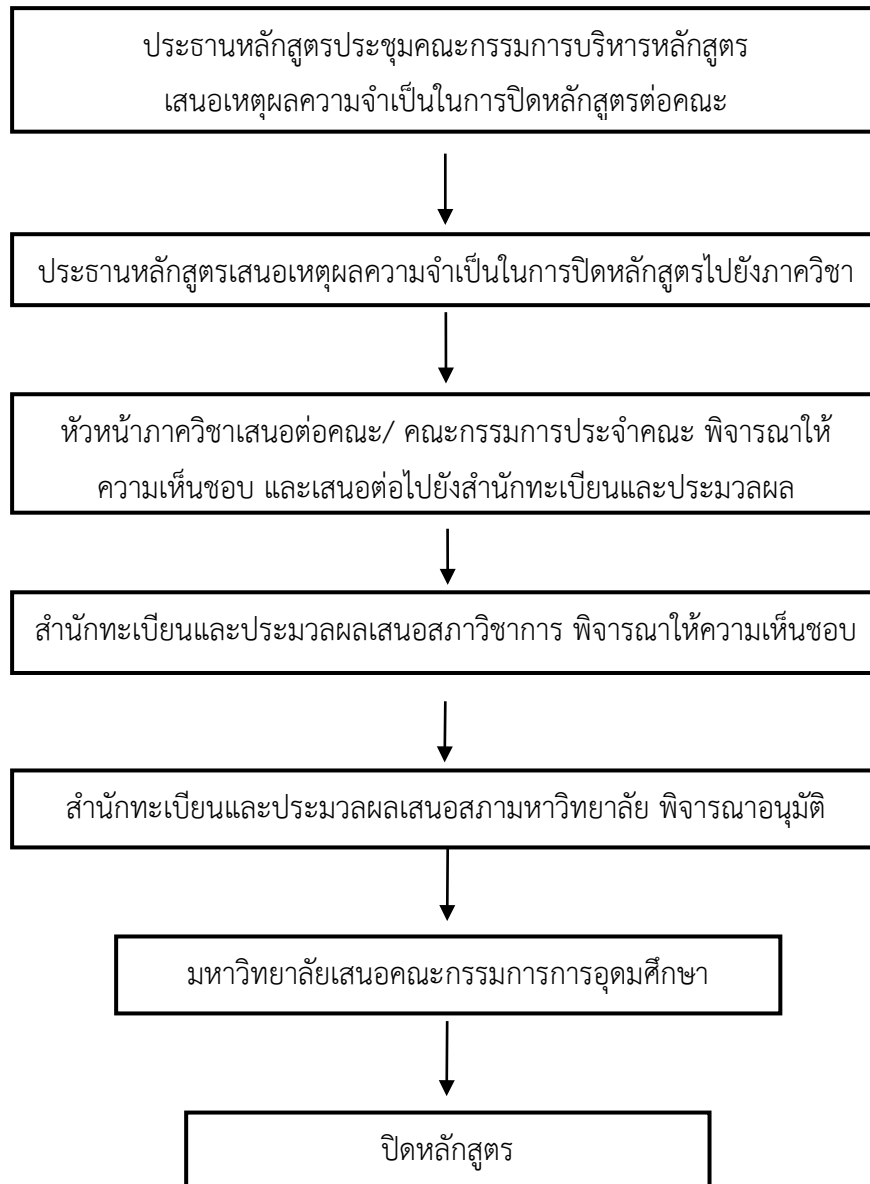 ประธานหลักสูตรประชุมคณะกรรมการบริหารหลักสูตร
เสนอเหตุผลความจำเป็นในการปิดหลักสูตรต่อคณะ
ประธานหลักสูตรเสนอเหตุผลความจำเป็นในการปิดหลักสูตรไปยังภาควิชา
หัวหน้าภาควิชาเสนอต่อคณะ/ คณะกรรมการประจำคณะ พิจารณาให้
ความเห็นชอบ และเสนอต่อไปยังสำนักทะเบียนและประมวลผล
สำนักทะเบียนและประมวลผลเสนอสภาวิชาการ พิจารณาให้ความเห็นชอบ
สำนักทะเบียนและประมวลผลเสนอสภามหาวิทยาลัย พิจารณาอนุมัติ
มหาวิทยาลัยเสนอคณะกรรมการการอุดมศึกษา
ปิดหลักสูตร